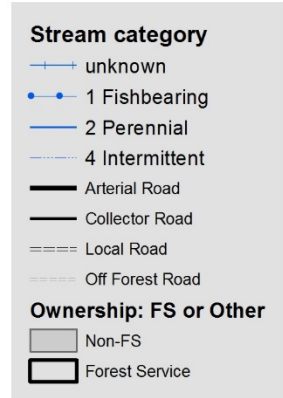 Stream category
unknown
1 Fishbearing
2 Perennial
4 Intermittent
Arterial Road
Collector Road
Local Road
Off Forest Road
Ownership: FS or Other
Non-FS
Forest Service